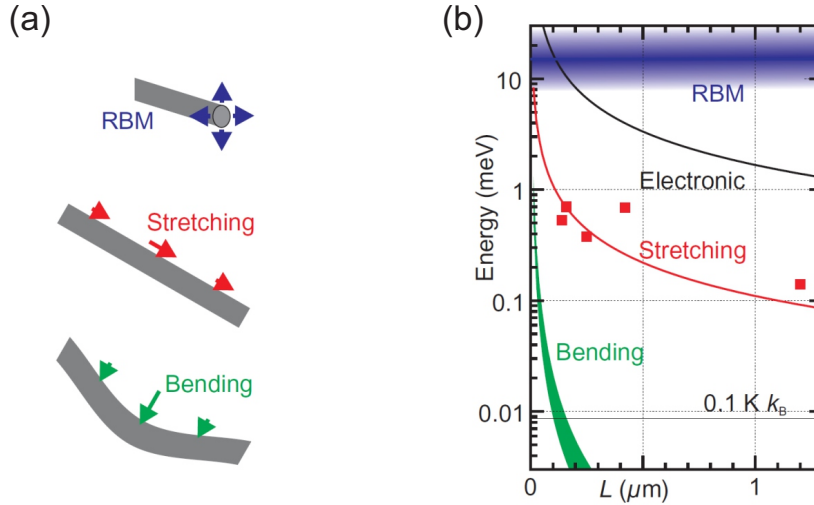 (a)
RBM
Stretching
Bending
(b)
Energy (meV)
10
1
0.1
0.01
RBM
Electronic
Stretching
Bending
0.1 K k_B
0
1
L (μm)